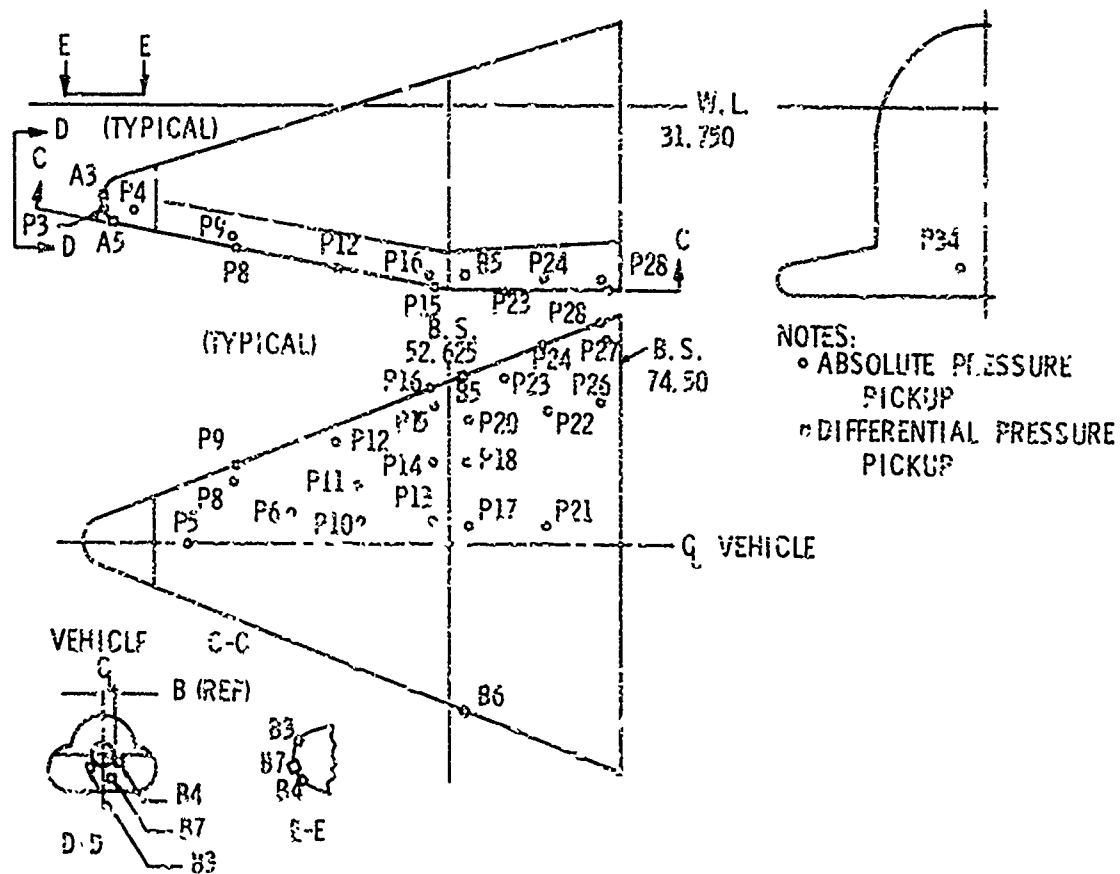 E E
D (TYPICAL)
C
A3
P4
P3
A5
D
P9
P8
P12
P16
P15
B5
P24
P23
P28
C
P28
W.L.
31.750
P34
NOTES:
ABSOLUTE PRESSURE
PICKUP
DIFFERENTIAL PRESSURE
PICKUP
(TYPICAL)
B.S.
52.625
B.S.
74.50
P24
P27
P16
B5
P23
P26
P15
P20
P22
P9
P12
P8
P14
P18
P11
P13
P5
P6
P10
P17
P21
C L VEHICLE
C-C
VEHICLE
C
B (REF)
B6
B3
B7
B4
E-E
B4
B7
B3
D-D